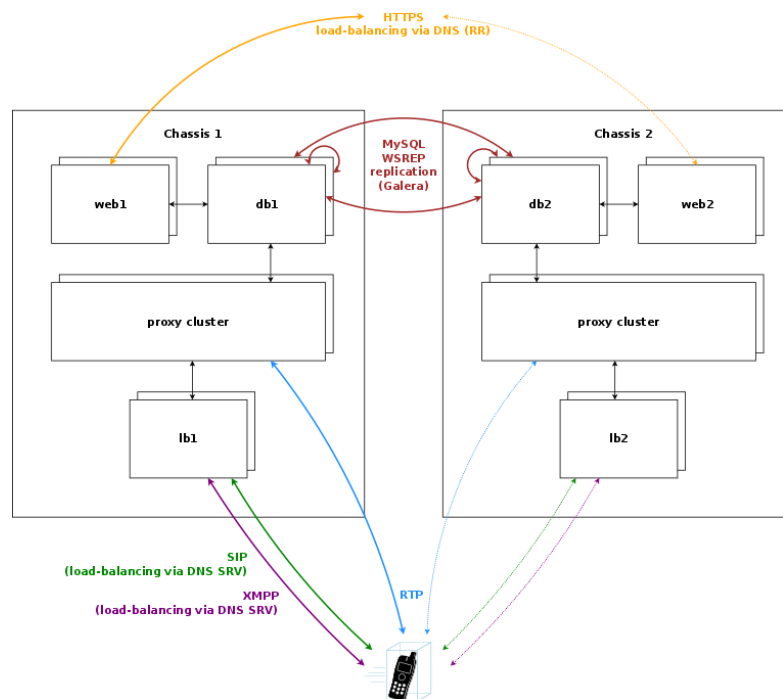 HTTPS
load-balancing via DNS (RR)
Chassis 1
Chassis 2
MySQL
WSREP
replication
(Galera)
web1
db1
db2
web2
proxy cluster
proxy cluster
lb1
lb2
SIP
(load-balancing via DNS SRV)
XMPP
(load-balancing via DNS SRV)
RTP